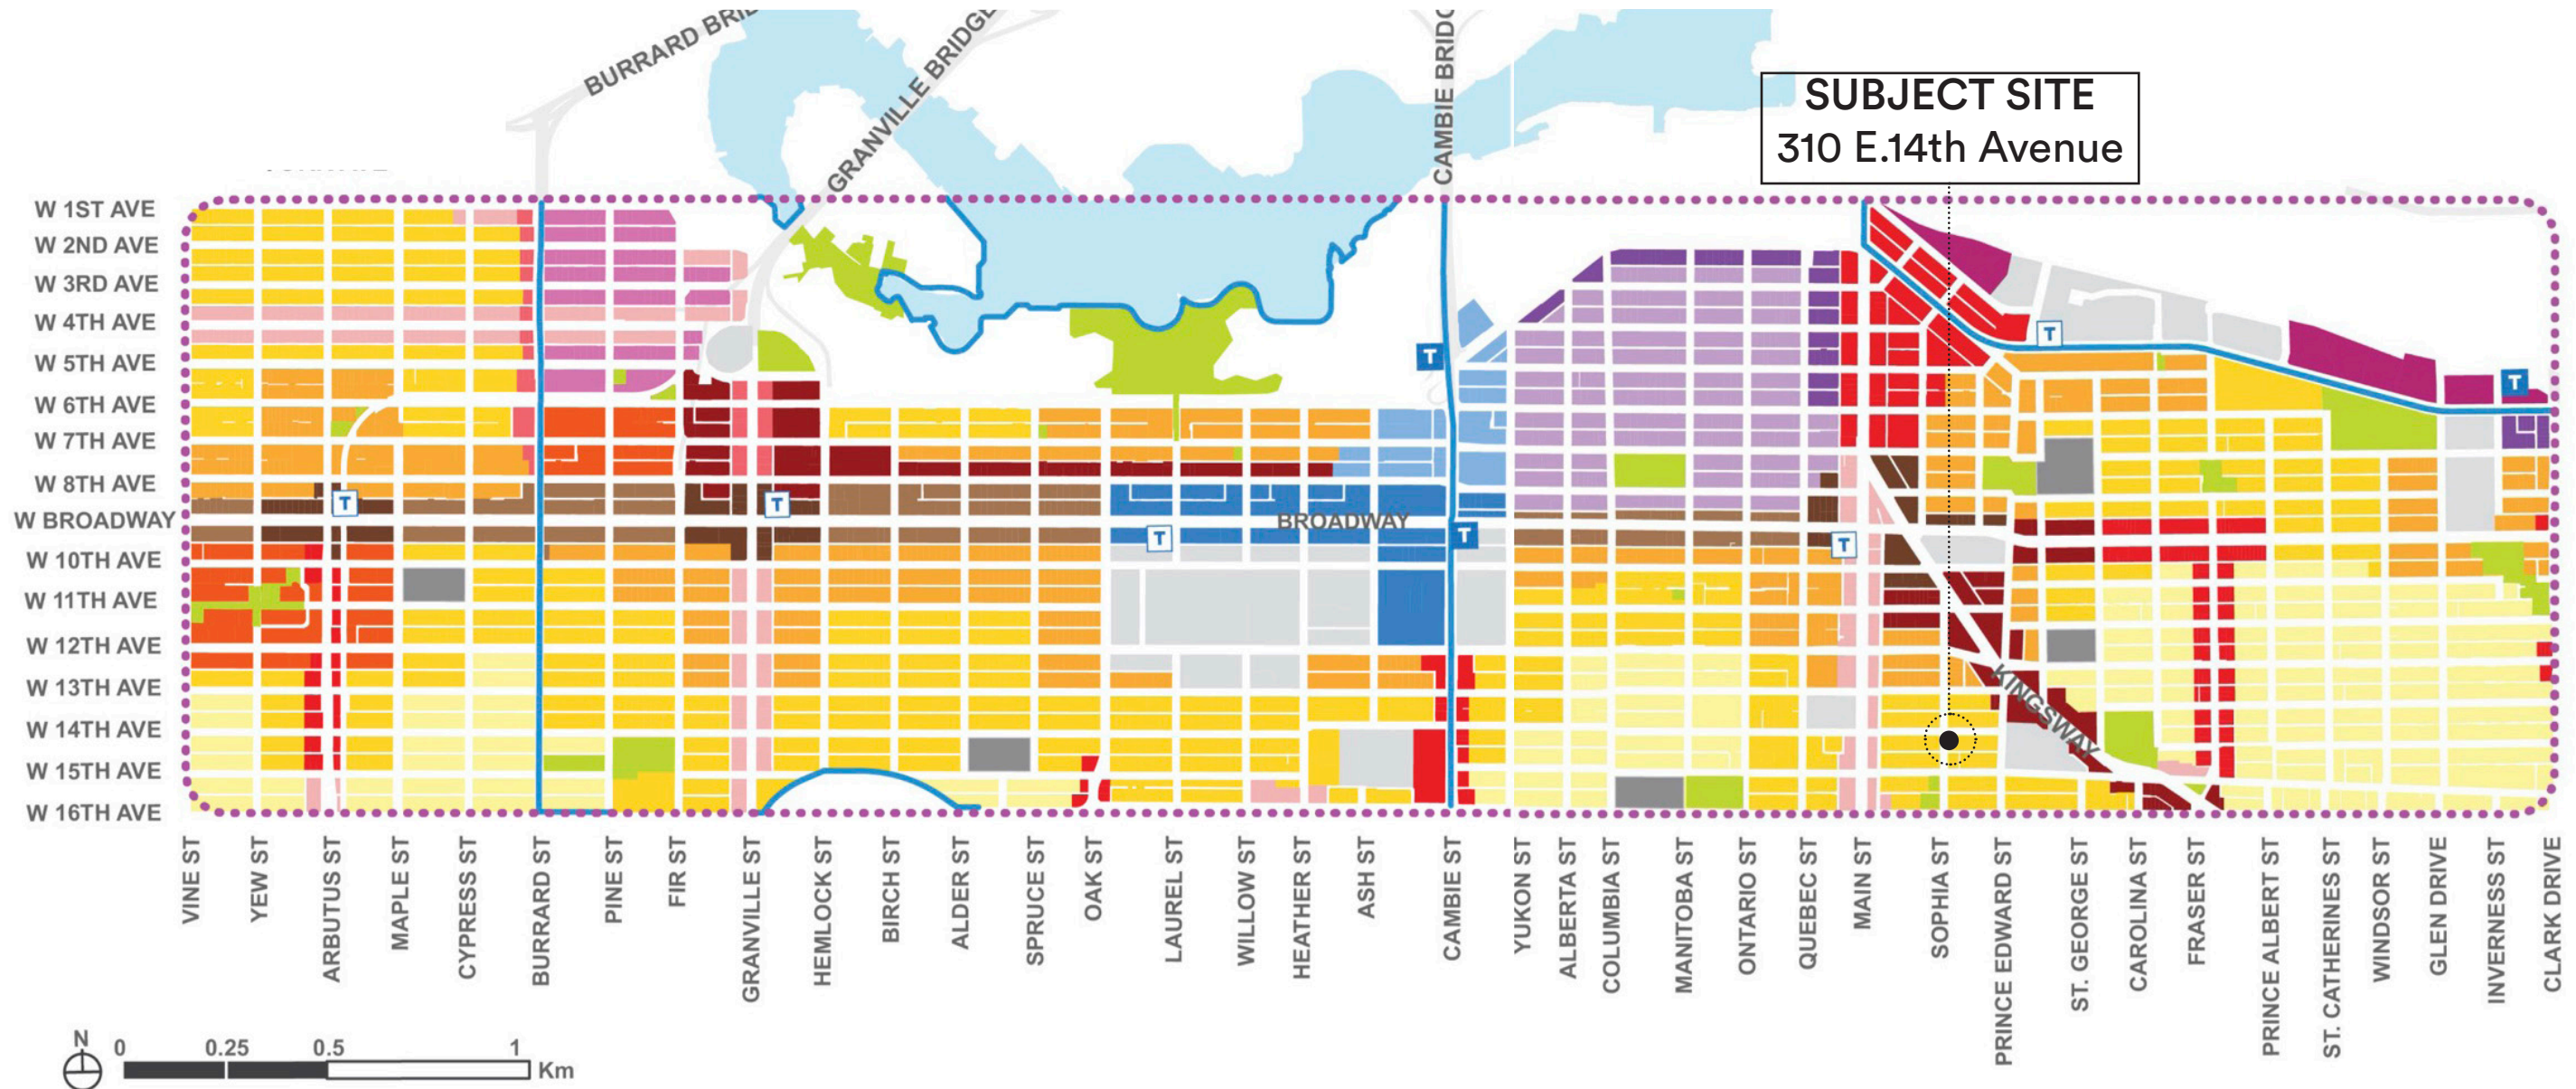 BURRARD BRID
GRANVILLE BRIDGE
CAMBIE BRIDG
SUBJECT SITE
310 E.14th Avenue
W 1ST AVE
W 2ND AVE
W 3RD AVE
W 4TH AVE
W 5TH AVE
W 6TH AVE
W 7TH AVE
W 8TH AVE
W BROADWAY
W 10TH AVE
W 11TH AVE
W 12TH AVE
W 13TH AVE
W 14TH AVE
W 15TH AVE
W 16TH AVE
T
T
T
T
T
T
T
T
BROADWAY
KINGSWAY
VINE ST
YEW ST
ARBUTUS ST
MAPLE ST
CYPRESS ST
BURRARD ST
PINE ST
FIR ST
GRANVILLE ST
HEMLOCK ST
BIRCH ST
ALDER ST
SPRUCE ST
OAK ST
LAUREL ST
WILLOW ST
HEATHER ST
ASH ST
CAMBIE ST
YUKON ST
ALBERTA ST
COLUMBIA ST
MANITOBA ST
ONTARIO ST
QUEBEC ST
MAIN ST
SOPHIA ST
PRINCE EDWARD ST
ST. GEORGE ST
CAROLINA ST
FRASER ST
PRINCE ALBERT ST
ST. CATHERINES ST
WINDSOR ST
GLEN DRIVE
INVERNESS ST
CLARK DRIVE
N
0 0.25 0.5 1
Km